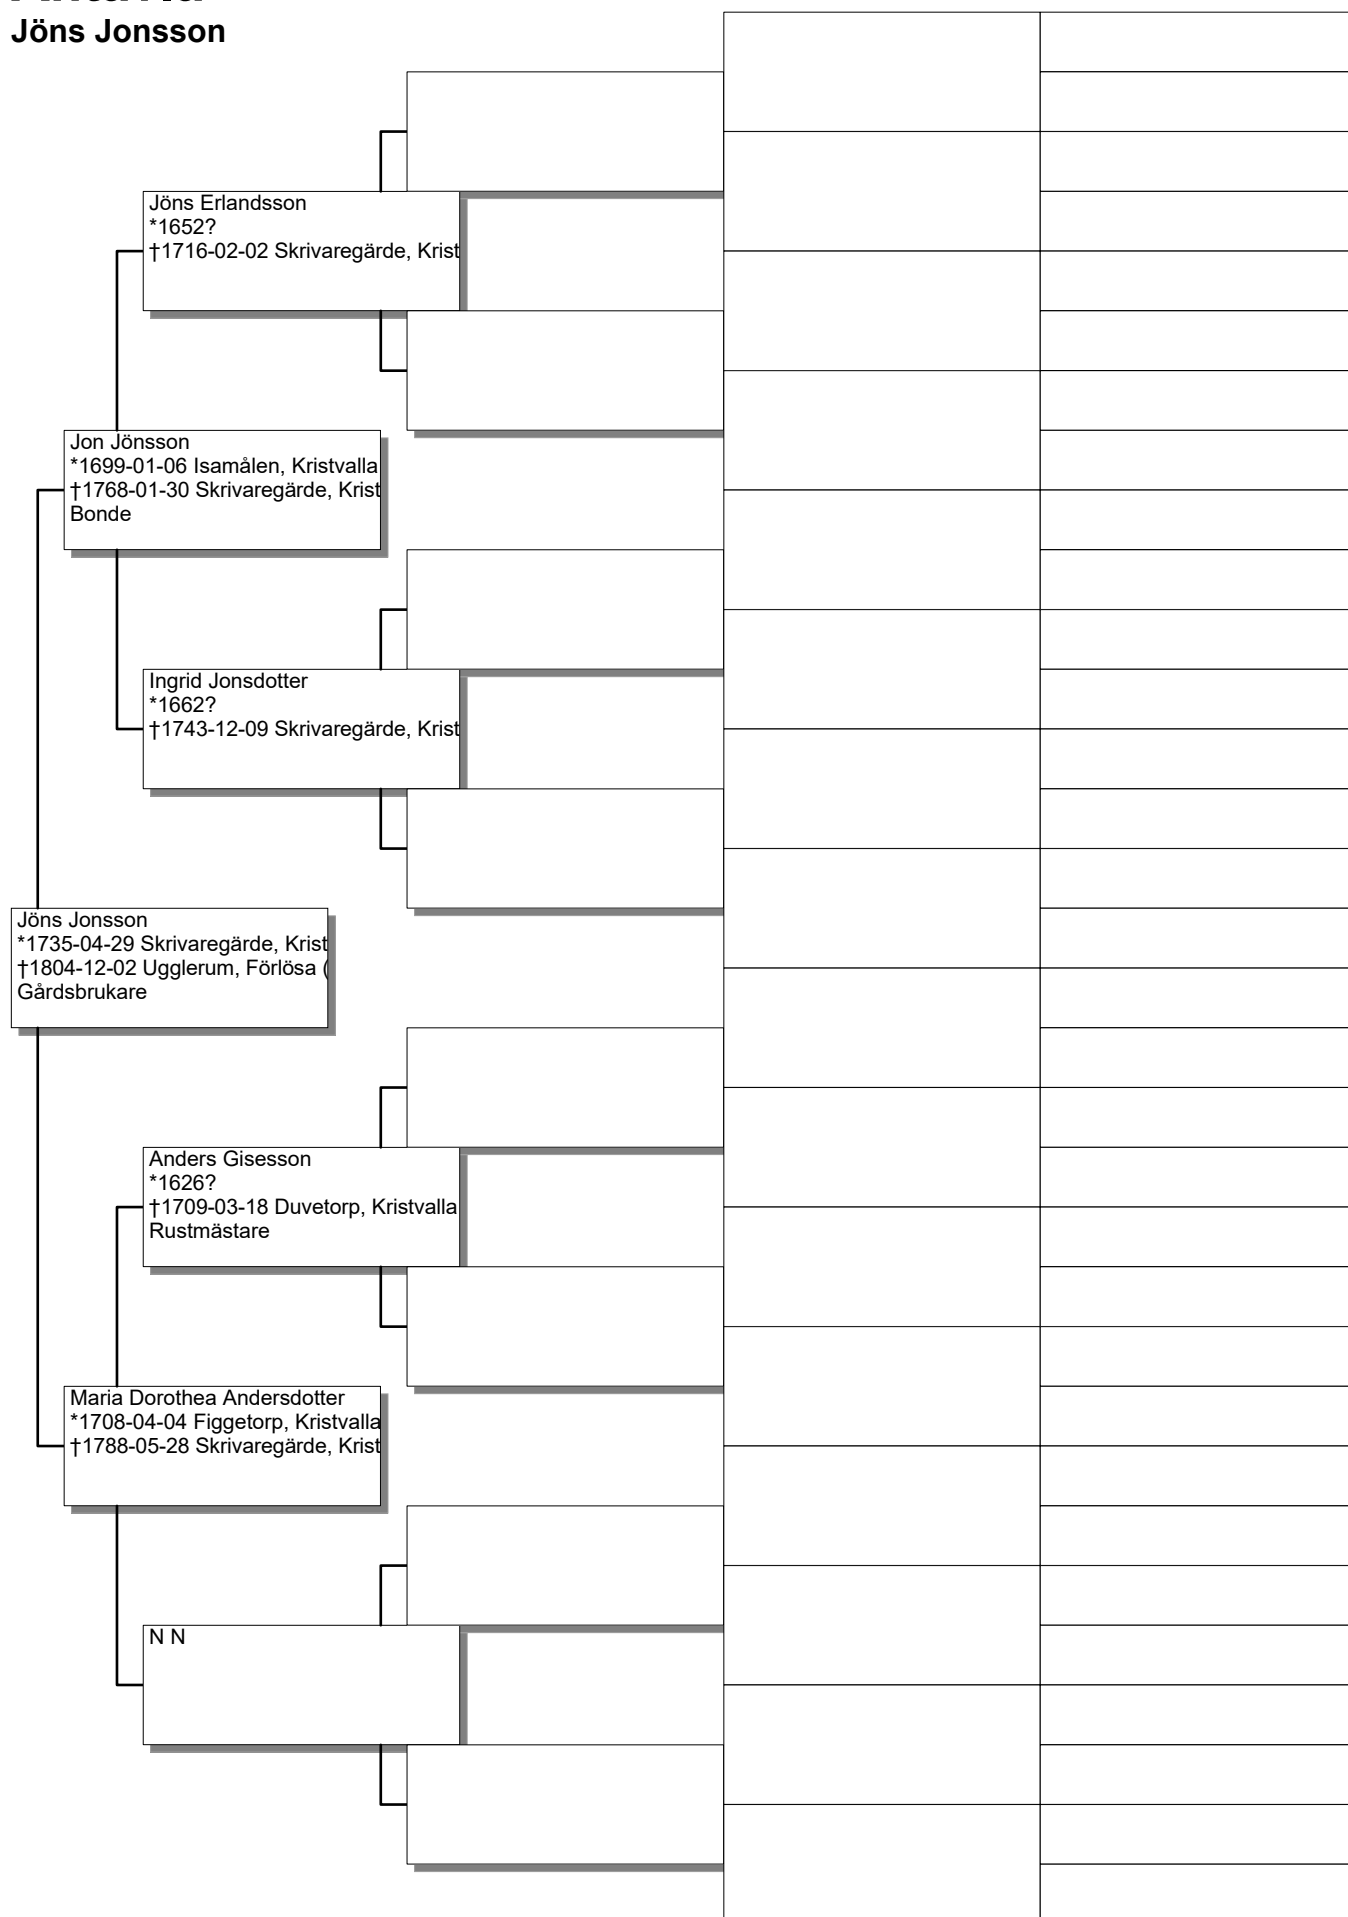 Jöns Jonsson
Jöns Erlandsson
*1652?
†1716-02-02 Skrivaregärde, Krist
Jon Jönsson
*1699-01-06 Isamålen, Kristvalla
†1768-01-30 Skrivaregärde, Krist
Bonde
Ingrid Jonsdotter
*1662?
†1743-12-09 Skrivaregärde, Krist
Jöns Jonsson
*1735-04-29 Skrivaregärde, Krist
†1804-12-02 Ugglerum, Förlösa (
Gårdsbrukare
Anders Gisesson
*1626?
†1709-03-18 Duvetorp, Kristvalla
Rustmästare
Maria Dorothea Andersdotter
*1708-04-04 Figgetorp, Kristvalla
†1788-05-28 Skrivaregärde, Krist
N N